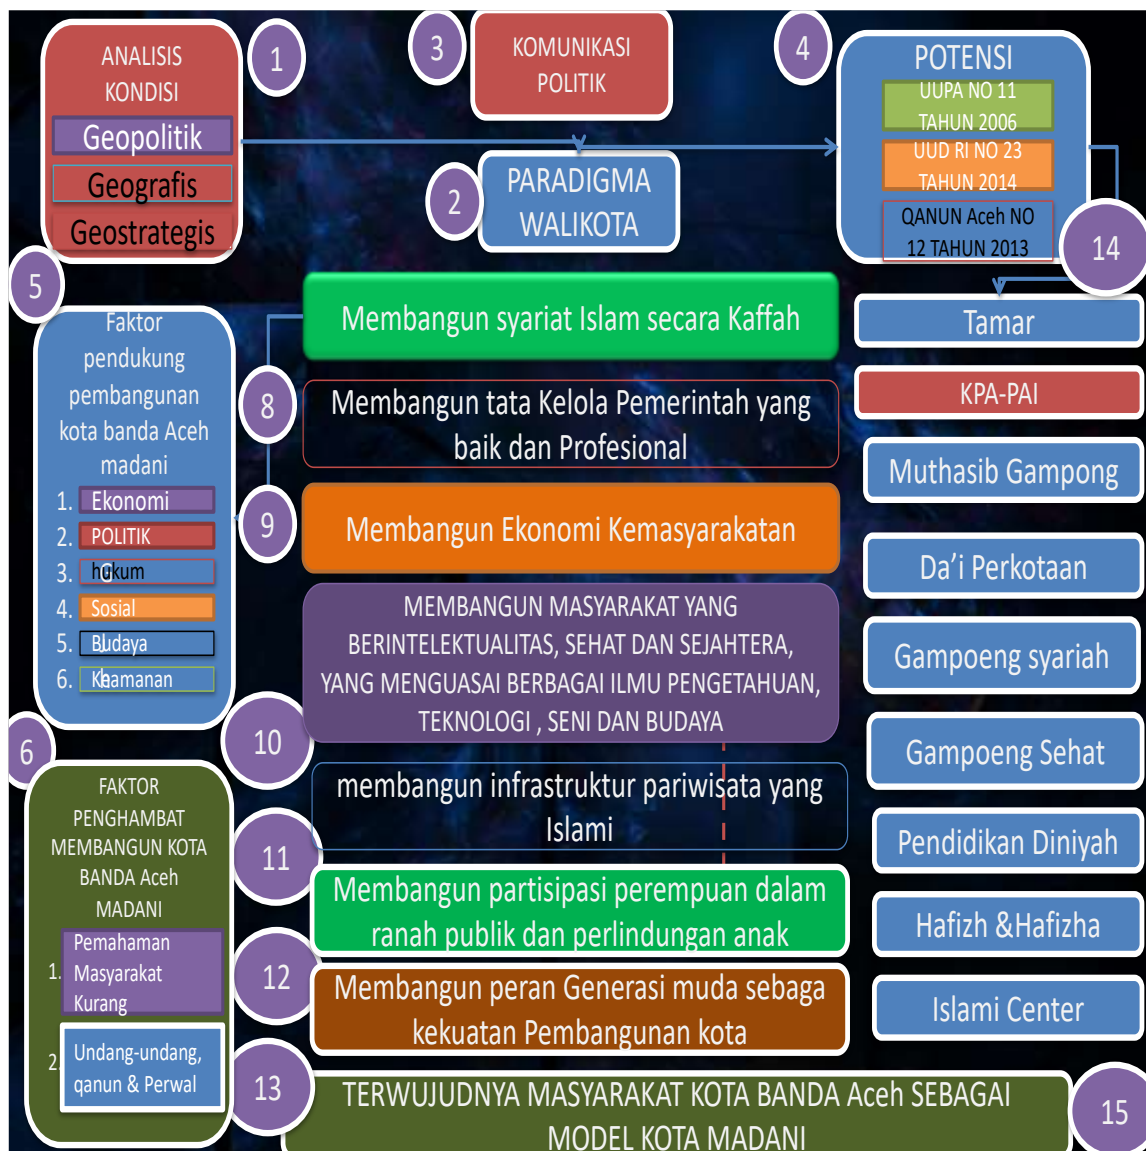 1
ANALISIS
KONDISI
Geopolitik
Geografis
Geostrategis
3
KOMUNIKASI
POLITIK
2
PARADIGMA
WALIKOTA
4
POTENSI
UUPA NO 11
TAHUN 2006
UUD RI NO 23
TAHUN 2014
QANUN Aceh NO
12 TAHUN 2013
14
5
Faktor
pendukung
pembangunan
kota banda Aceh
madani
1. Ekonomi
2. POLITIK
3. hukum
4. Sosial
5. Budaya
6. Keamanan
6
FAKTOR
PENGHAMBAT
MEMBANGUN KOTA
BANDA Aceh
MADANI
1. Pemahaman
Masyarakat
Kurang
2. Undang-undang,
qanun & Perwal
Membangun syariat Islam secara Kaffah
8
Membangun tata Kelola Pemerintah yang
baik dan Profesional
9
Membangun Ekonomi Kemasyarakatan
MEMBANGUN MASYARAKAT YANG
BERINTELEKTUALITAS, SEHAT DAN SEJAHTERA,
YANG MENGUASAI BERBAGAI ILMU PENGETAHUAN,
TEKNOLOGI , SENI DAN BUDAYA
10
membangun infrastruktur pariwisata yang
Islami
11
Membangun partisipasi perempuan dalam
ranah publik dan perlindungan anak
12
Membangun peran Generasi muda sebaga
kekuatan Pembangunan kota
13
TERWUJUDNYA MASYARAKAT KOTA BANDA Aceh SEBAGAI
MODEL KOTA MADANI
15
Tamar
KPA-PAI
Muthasib Gampong
Da'i Perkotaan
Gampoeng syariah
Gampoeng Sehat
Pendidikan Diniyah
Hafizh &Hafizha
Islami Center